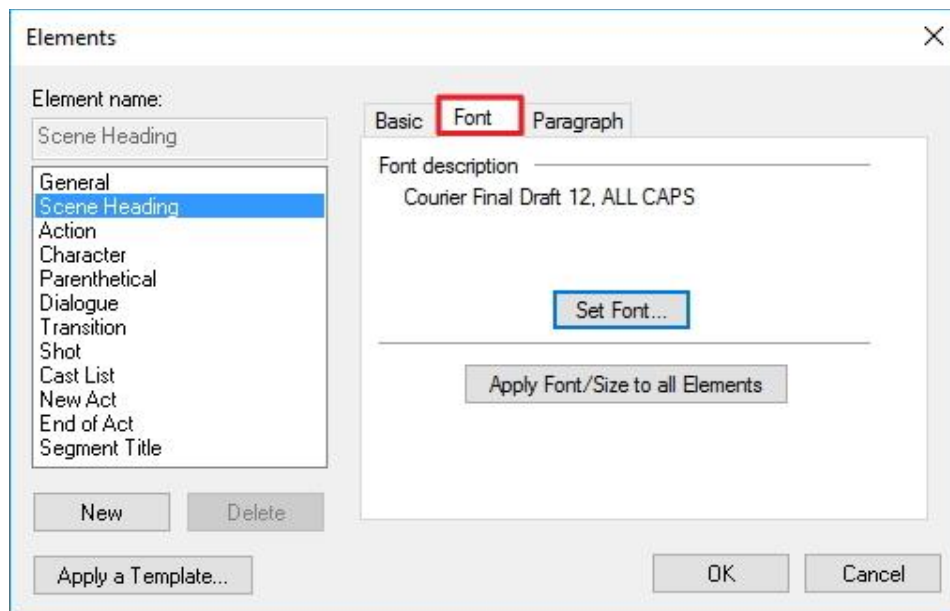 Elements
Element name:
Scene Heading
General
Scene Heading
Action
Character
Parenthetical
Dialogue
Transition
Shot
Cast List
New Act
End of Act
Segment Title
New
Delete
Apply a Template...
Basic
Font
Paragraph
Font description
Courier Final Draft 12, ALL CAPS
Set Font...
Apply Font/Size to all Elements
OK
Cancel